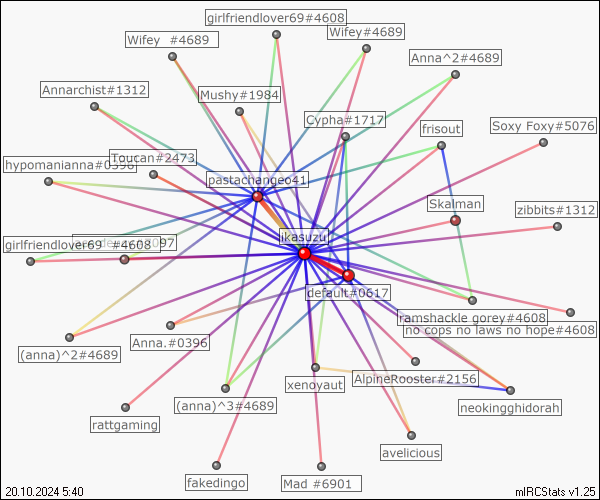 girlfriendlover69#4608
Wifey #4689
Wifey#4689
Anna^2#4689
Annarchist#1312
Mushy#1984
Cypha#1717
frisout
Soxy Foxy#5076
Toucan#2473
hypomanianna#0396
pastachangeo41
Skalman
zibbits#1312
ikasuzu
girlfriendlover69 #4608
default#0617
ramshackle gorey#4608
no cops no laws no hope#4608
(anna)^2#4689
Anna.#0396
AlpineRooster#2156
xenoyaut
(anna)^3#4689
neokingghidorah
rattgaming
avelicious
fakedingo
Mad #6901
20.10.2024 5:40
mIRCStats v1.25